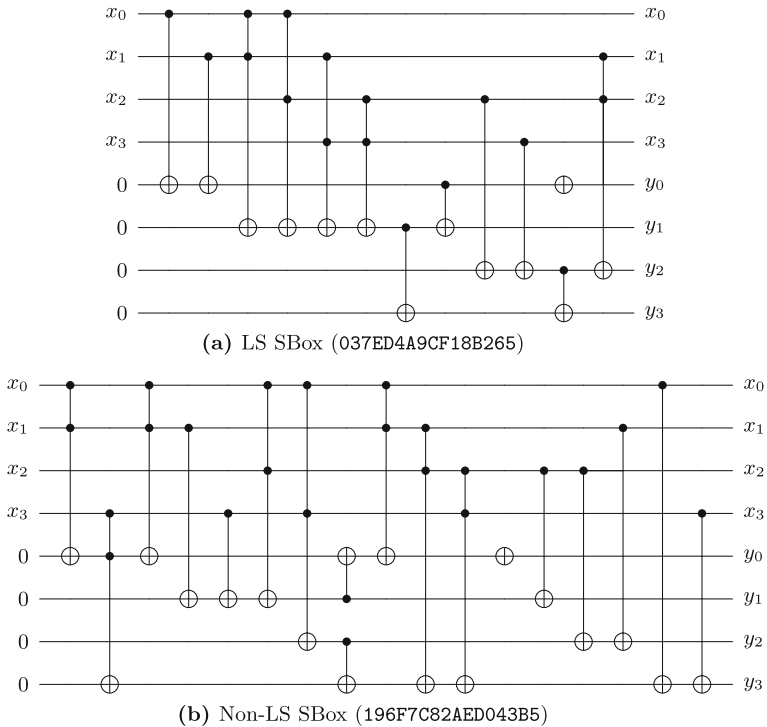 x0 x0
x1 x1
x2 x2
x3 x3
0 y0
0 y1
0 y2
0 y3
(a) LS SBox (037ED4A9CF18B265)
x0 x0
x1 x1
x2 x2
x3 x3
0 y0
0 y1
0 y2
0 y3
(b) Non-LS SBox (196F7C82AED043B5)